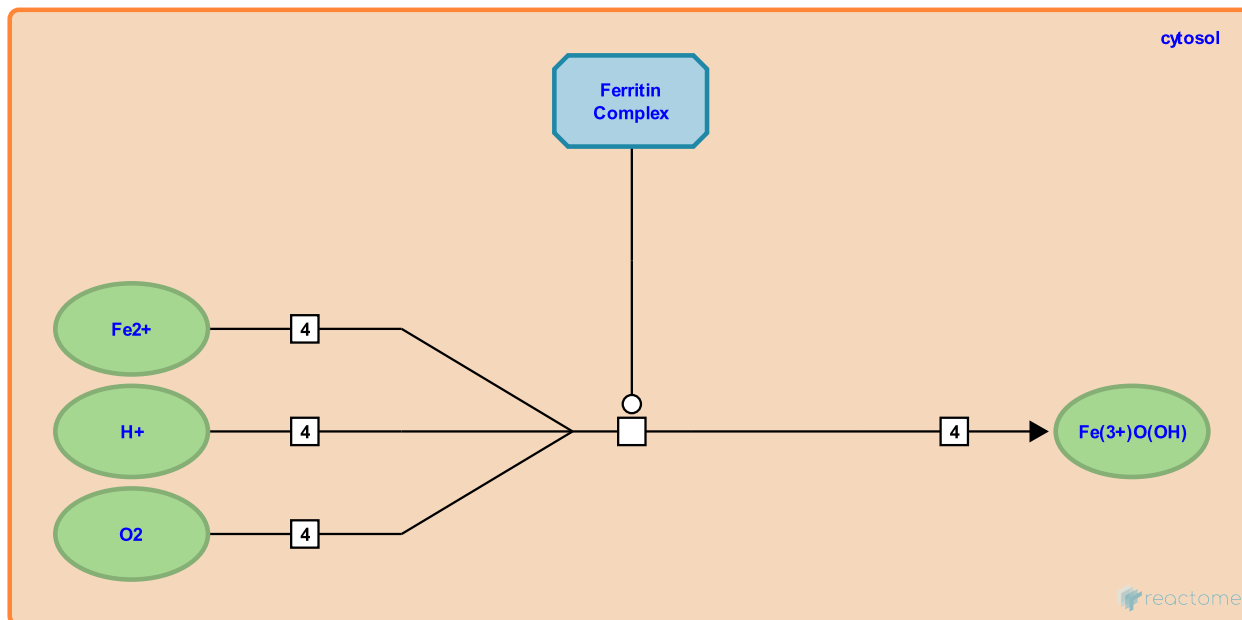 cytosol
Ferritin
Complex
Fe2+
4
H+
4
4
Fe(3+)O(OH)
O2
4
reactome